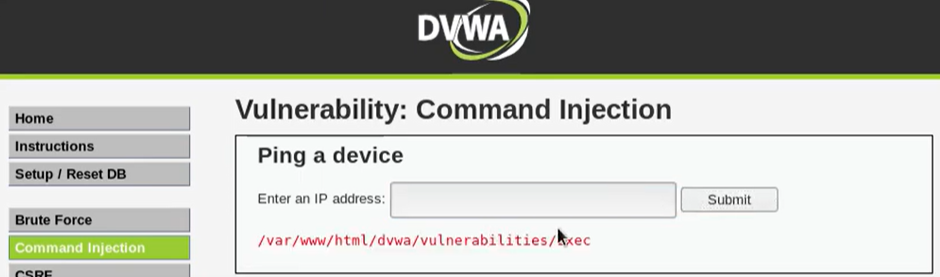 DVWA
Home
Instructions
Setup / Reset DB
Brute Force
Command Injection
CSRF
Vulnerability: Command Injection
Ping a device
Enter an IP address:
Submit
/var/www/html/dvwa/vulnerabilities/exec